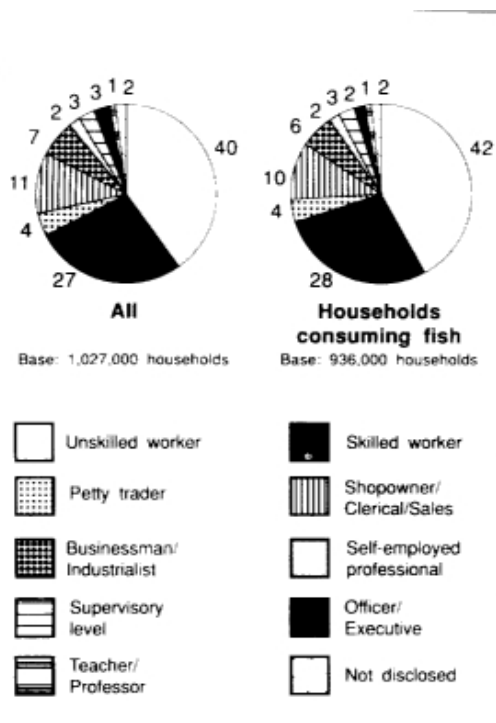 2 3 3 1 2
7
40
11
4
27
All
Base: 1,027,000 households
2 3 2 1 2
6
42
10
4
28
Households
consuming fish
Base: 936,000 households
Unskilled worker
Skilled worker
Petty trader
Shopowner/
Clerical/Sales
Businessman/
Industrialist
Self-employed
professional
Supervisory
level
Officer/
Executive
Teacher/
Professor
Not disclosed